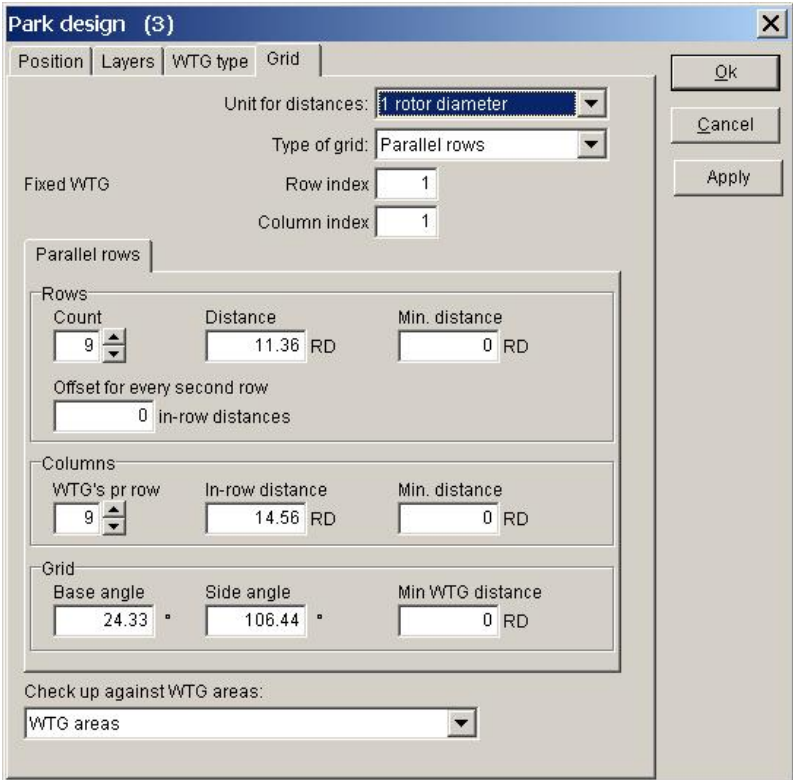 Park design (3)
Position Layers WTG type Grid
Ok
Cancel
Apply
Unit for distances: 1 rotor diameter
Type of grid: Parallel rows
Fixed WTG Row index 1
Column index 1
Parallel rows
Rows
Count Distance Min. distance
9 11.36 RD 0 RD
Offset for every second row
0 in-row distances
Columns
WTG's pr row In-row distance Min. distance
9 14.56 RD 0 RD
Grid
Base angle Side angle Min WTG distance
24.33 ° 106.44 ° 0 RD
Check up against WTG areas:
WTG areas